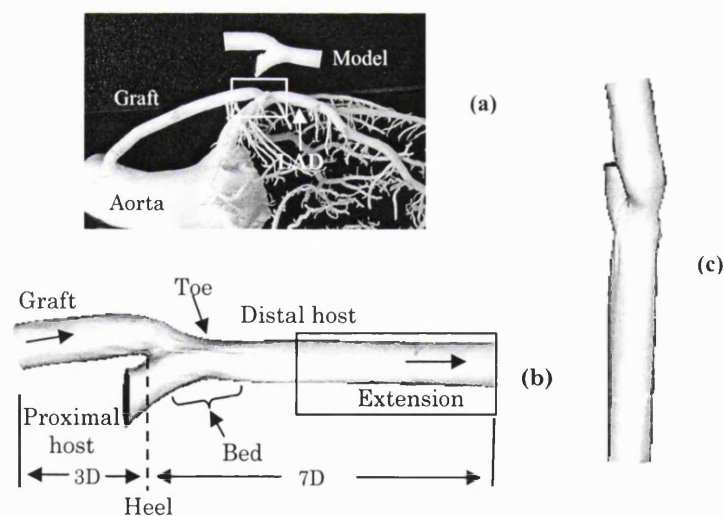 Model
Graft
(a)
LAD
Aorta
(c)
Toe
Graft
Distal host
(b)
Extension
Proximal
host
Bed
3D
7D
Heel